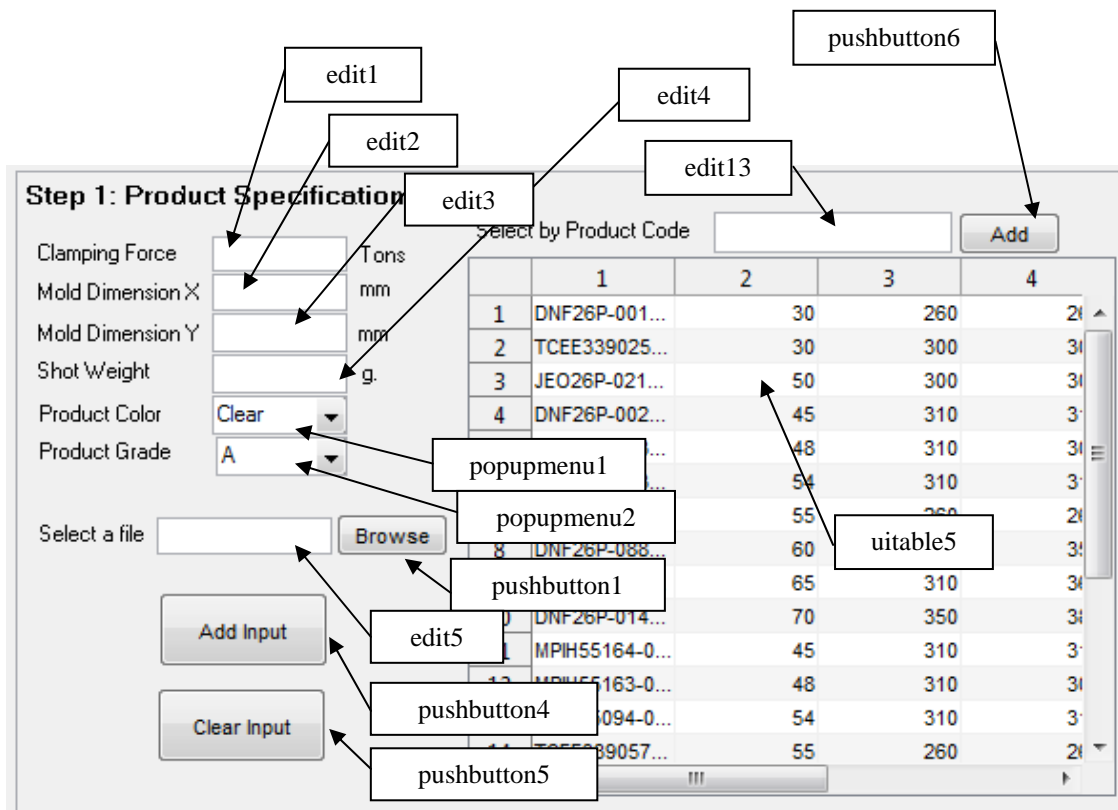 pushbutton6
edit1
edit4
edit2
edit13
Step 1: Product Specification
edit3
Select by Product Code
Add
Clamping Force
Tons
Mold Dimension X
mm
Mold Dimension Y
mm
Shot Weight
g.
Product Color
Clear
Product Grade
A
popupmenu1
popupmenu2
Select a file
Browse
pushbutton1
edit5
Add Input
pushbutton4
Clear Input
pushbutton5
uitable5
1 2 3 4
1 DNF26P-001... 30 260
2 TCEE339025... 30 300
3 JEO26P-021... 50 300
4 DNF26P-002... 45 310
48 310
54 310
55 260
8 DNF26P-088... 60
65 310
DNF26P-014... 70 350
MPIH55164-0... 45 310
48 310
094-0... 54 310
55 260